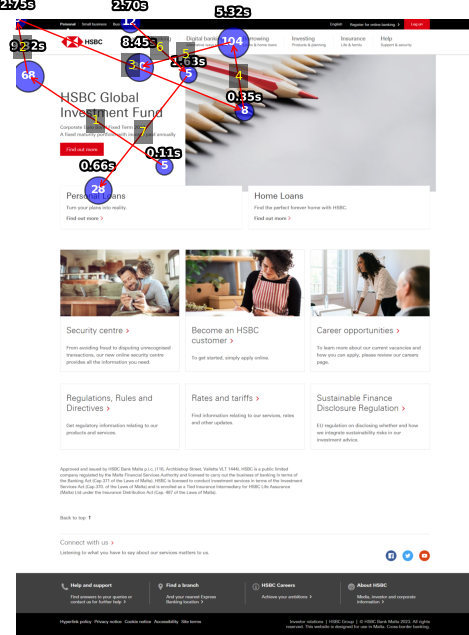 2.75s
2.70s
5.32s
Personal Small business
12
English Register for online banking > Log on
HSBC
9.32s
8.45s
1.63s
Digital banking
Investing
Products & planning
Insurance
Life & family
Help
Support & security
104
2
68
3
6
5
5
4
0.35s
8
HSBC Global
Investment Fund
1
7
Find out more
0.11s
5
0.66s
28
Personal Loans
Turn your plans into reality.
Find out more >
Home Loans
Find the perfect forever home with HSBC.
Find out more >
Security centre >
From avoiding fraud to disputing unrecognised
transactions, our new online security centre
provides all the information you need.
Become an HSBC
customer >
To get started, simply apply online.
Career opportunities >
To learn more about our current vacancies and
how you can apply, please review our careers
page.
Regulations, Rules and
Directives >
Get regulatory information relating to our
products and services.
Rates and tariffs >
Find information relating to our services, rates
and other updates.
Sustainable Finance
Disclosure Regulation >
EU regulation on disclosing whether and how
we integrate sustainability risks in our
investment advice.
Approved and issued by HSBC Bank Malta p.l.c. (116, Archbishop Street, Valletta VLT 1444). HSBC is a public limited
company regulated by the Malta Financial Services Authority and licensed to carry out the business of banking in terms of
the Banking Act (Cap.371 of the Laws of Malta). HSBC is licensed to conduct investment services in terms of the Investment
Services Act (Cap.370. of the Laws of Malta) and is enrolled as a Tied Insurance Intermediary for HSBC Life Assurance
(Malta) Ltd under the Insurance Distribution Act (Cap. 487 of the Laws of Malta).
Back to top
Connect with us >
Listening to what you have to say about our services matters to us.
Help and support
Find answers to your queries or
contact us for further help >
Find a branch
And your nearest Express
Banking location >
HSBC Careers
Achieve your ambitions >
About HSBC
Media, investor and corporate
information >
Hyperlink policy Privacy notice Cookie notice Accessibility Site terms
Investor relations | HSBC Group | © HSBC Bank Malta 2022. All rights
reserved. This website is designed for use in Malta. Cross-border banking.